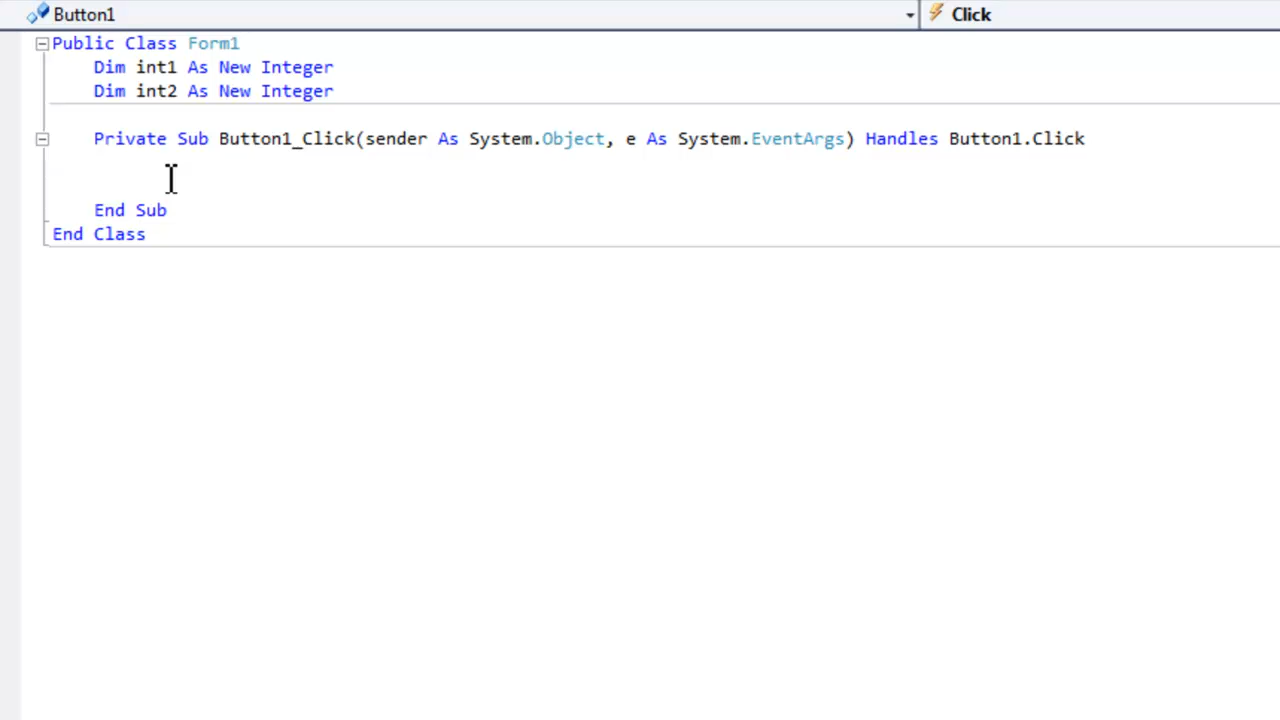 Button1
Click
Public Class Form1
Dim int1 As New Integer
Dim int2 As New Integer
Private Sub Button1_Click(sender As System.Object, e As System.EventArgs) Handles Button1.Click
End Sub
End Class